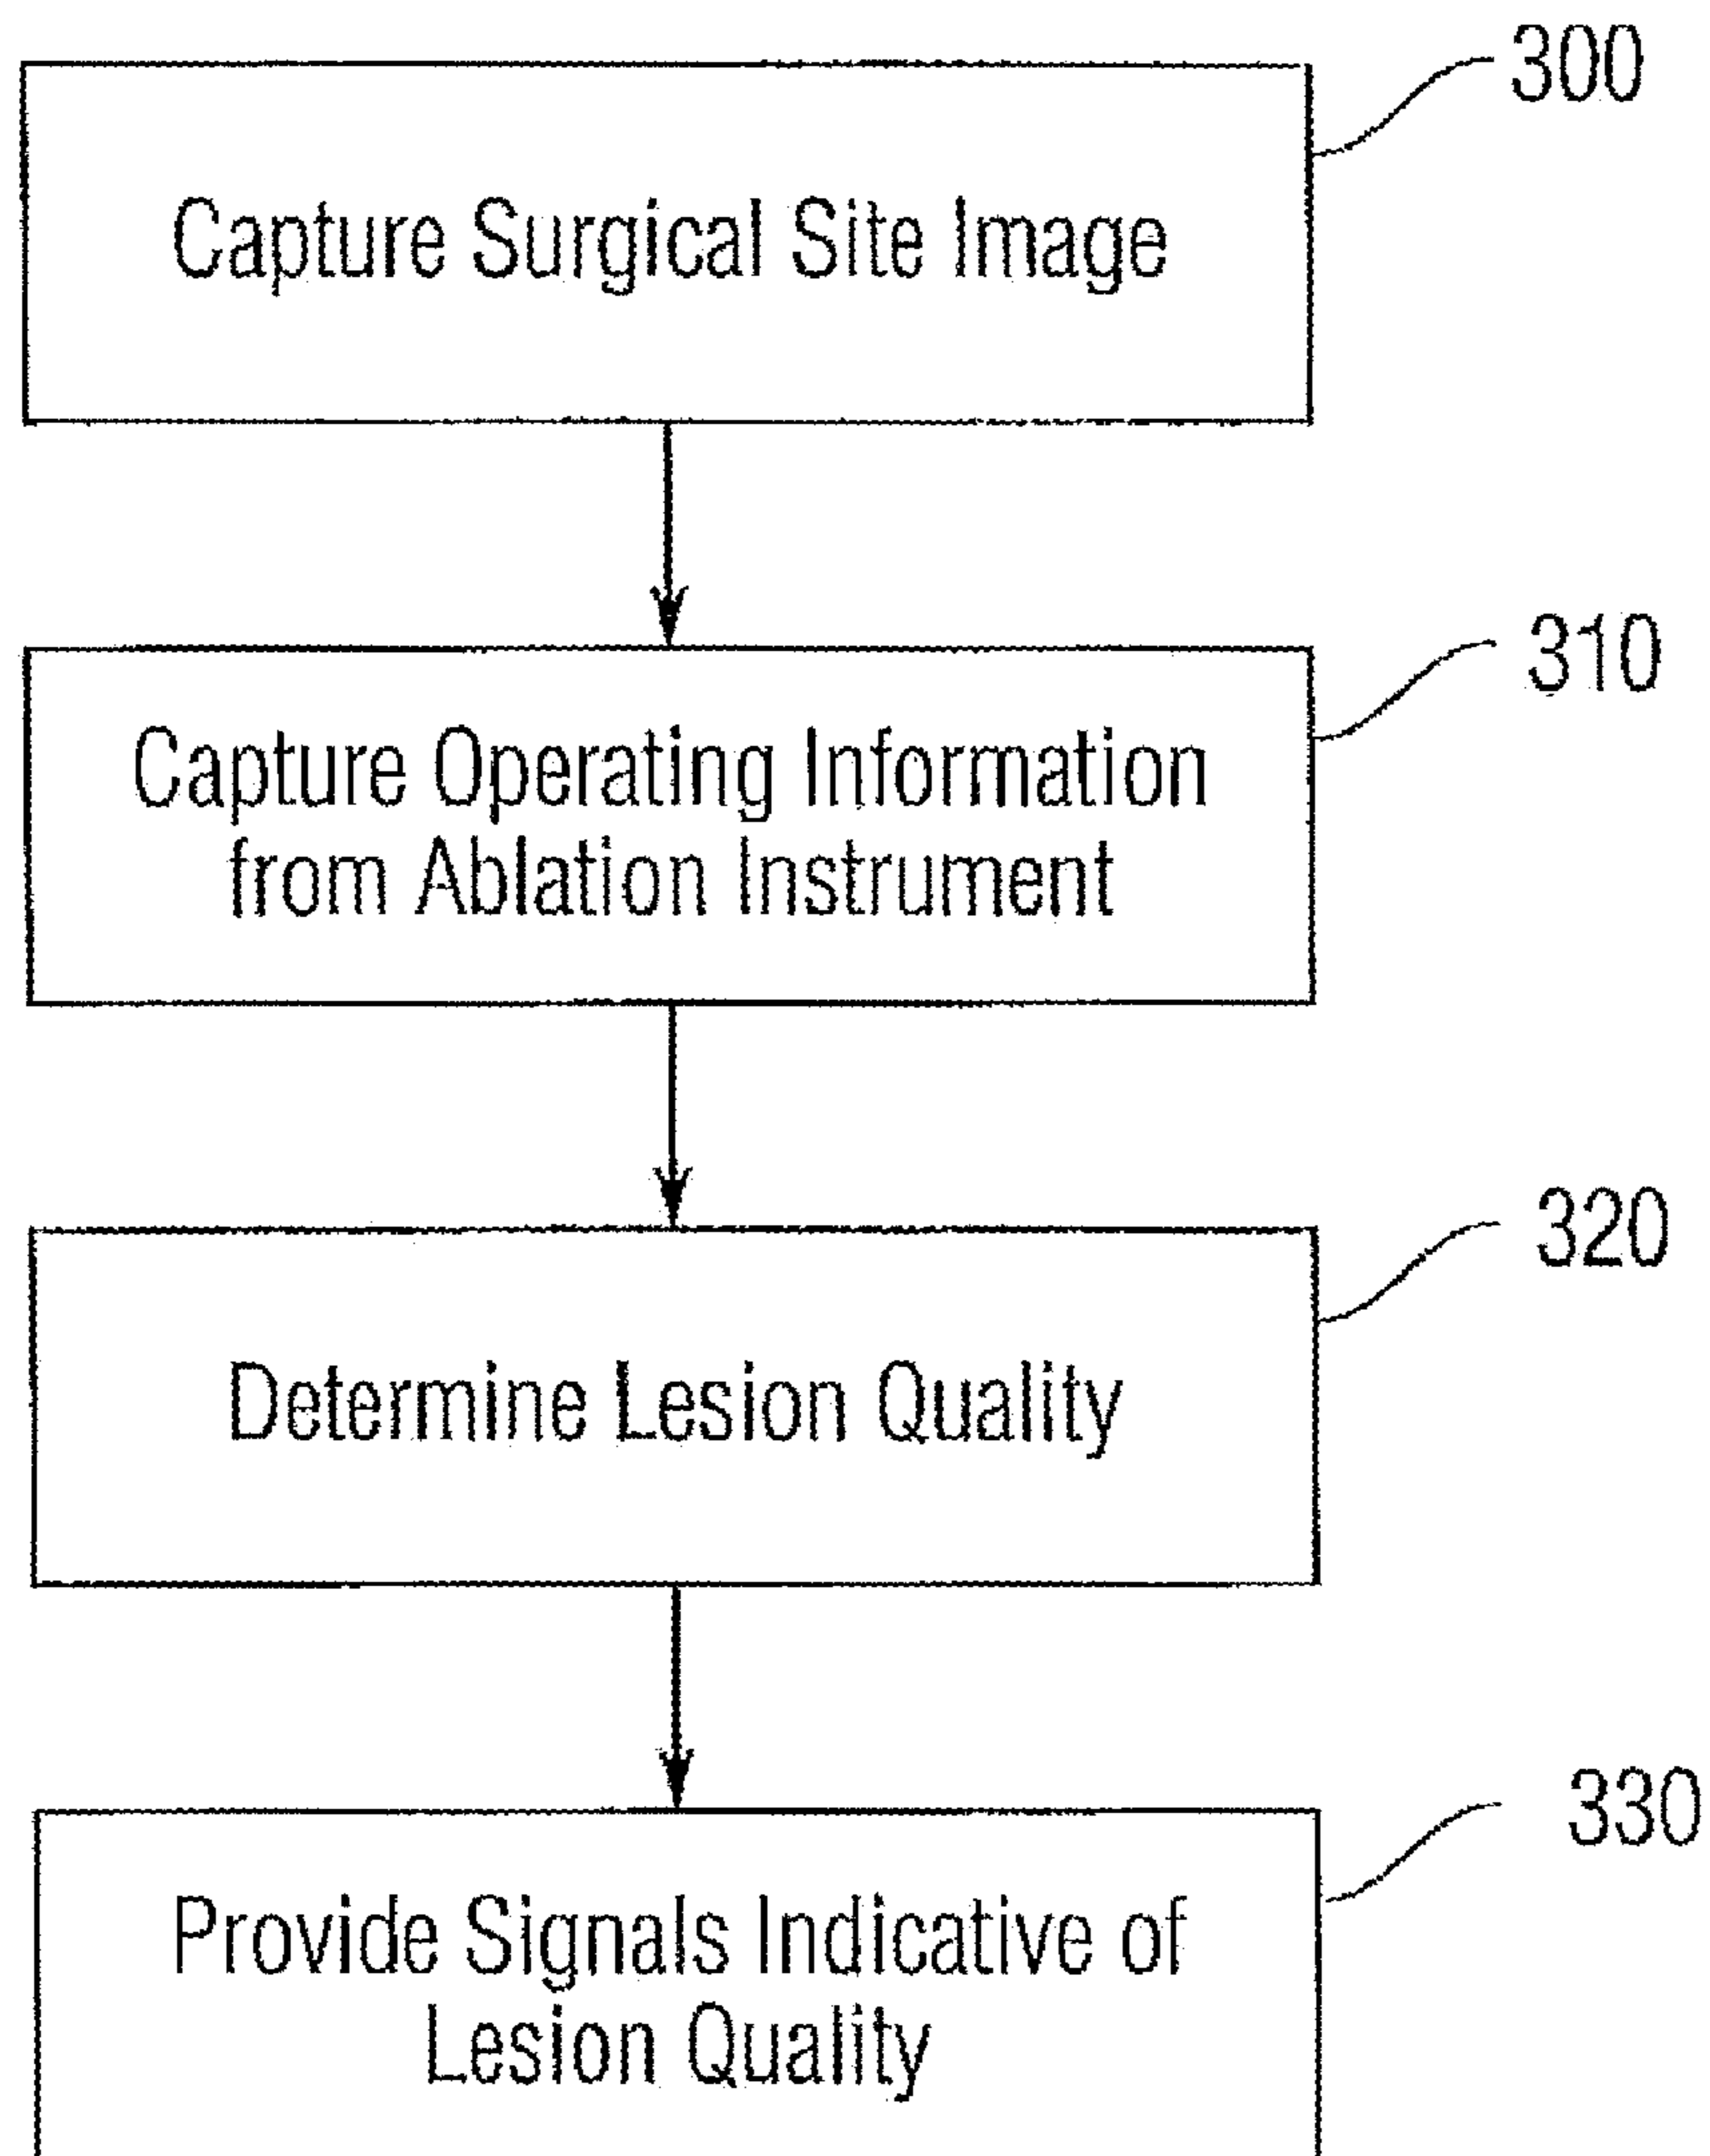 300
Capture Surgical Site Image
310
Capture Operating Information
from Ablation Instrument
320
Determine Lesion Quality
330
Provide Signals Indicative of
Lesion Quality